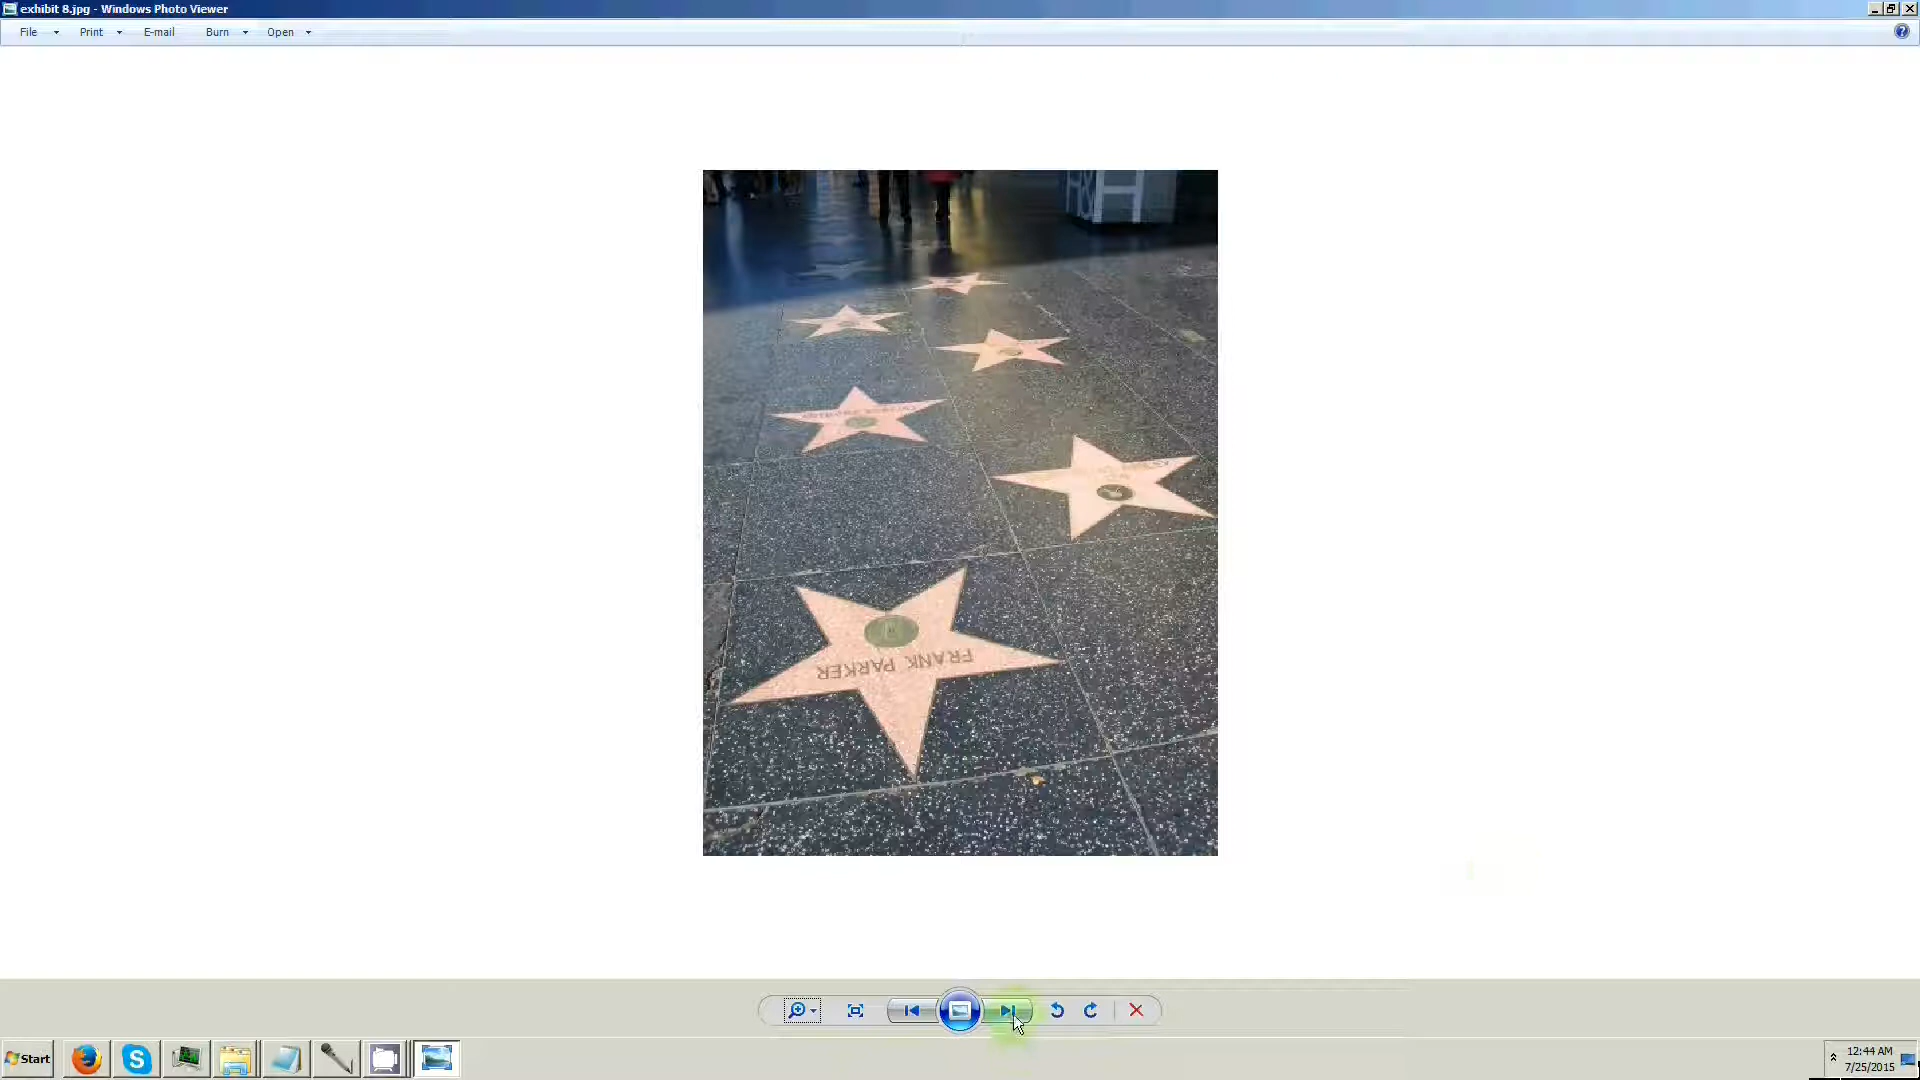 exhibit 8.jpg - Windows Photo Viewer
File Print E-mail Burn Open
H&
FRANK PARKER
Start
12:44 AM
7/25/2015